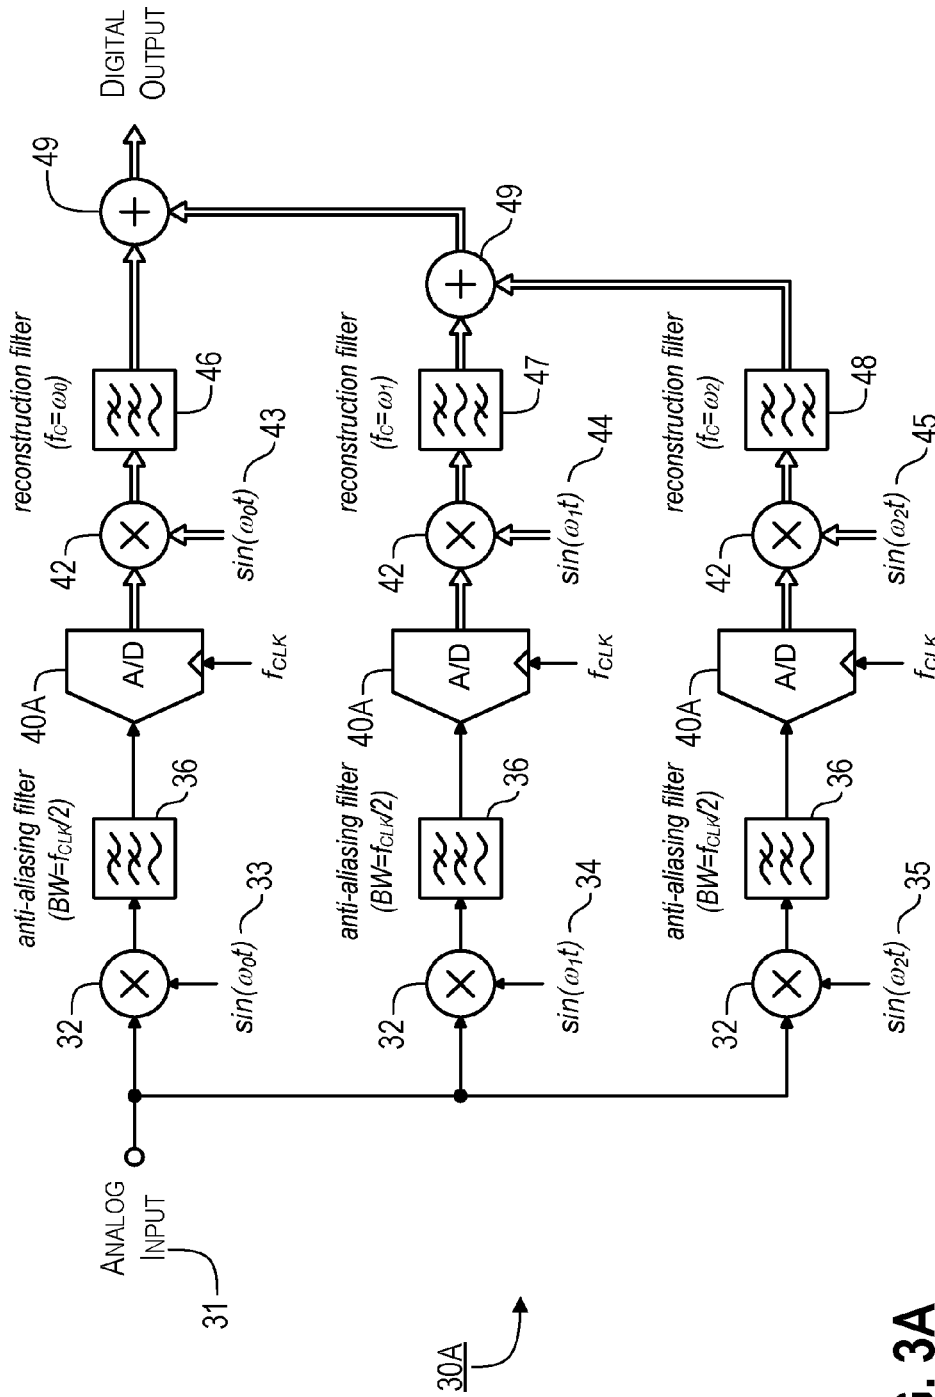 ANALOG
INPUT
31
32
sin(ω0t)
33
anti-aliasing filter
(BW=fCLK/2)
36
40A
A/D
fCLK
42
sin(ω0t)
43
reconstruction filter
(fC=ω0)
46
49
DIGITAL
OUTPUT
32
sin(ω1t)
34
anti-aliasing filter
(BW=fCLK/2)
36
40A
A/D
fCLK
42
sin(ω1t)
44
reconstruction filter
(fC=ω1)
47
49
32
sin(ω2t)
35
anti-aliasing filter
(BW=fCLK/2)
36
40A
A/D
fCLK
42
sin(ω2t)
45
reconstruction filter
(fC=ω2)
48
30A
G. 3A